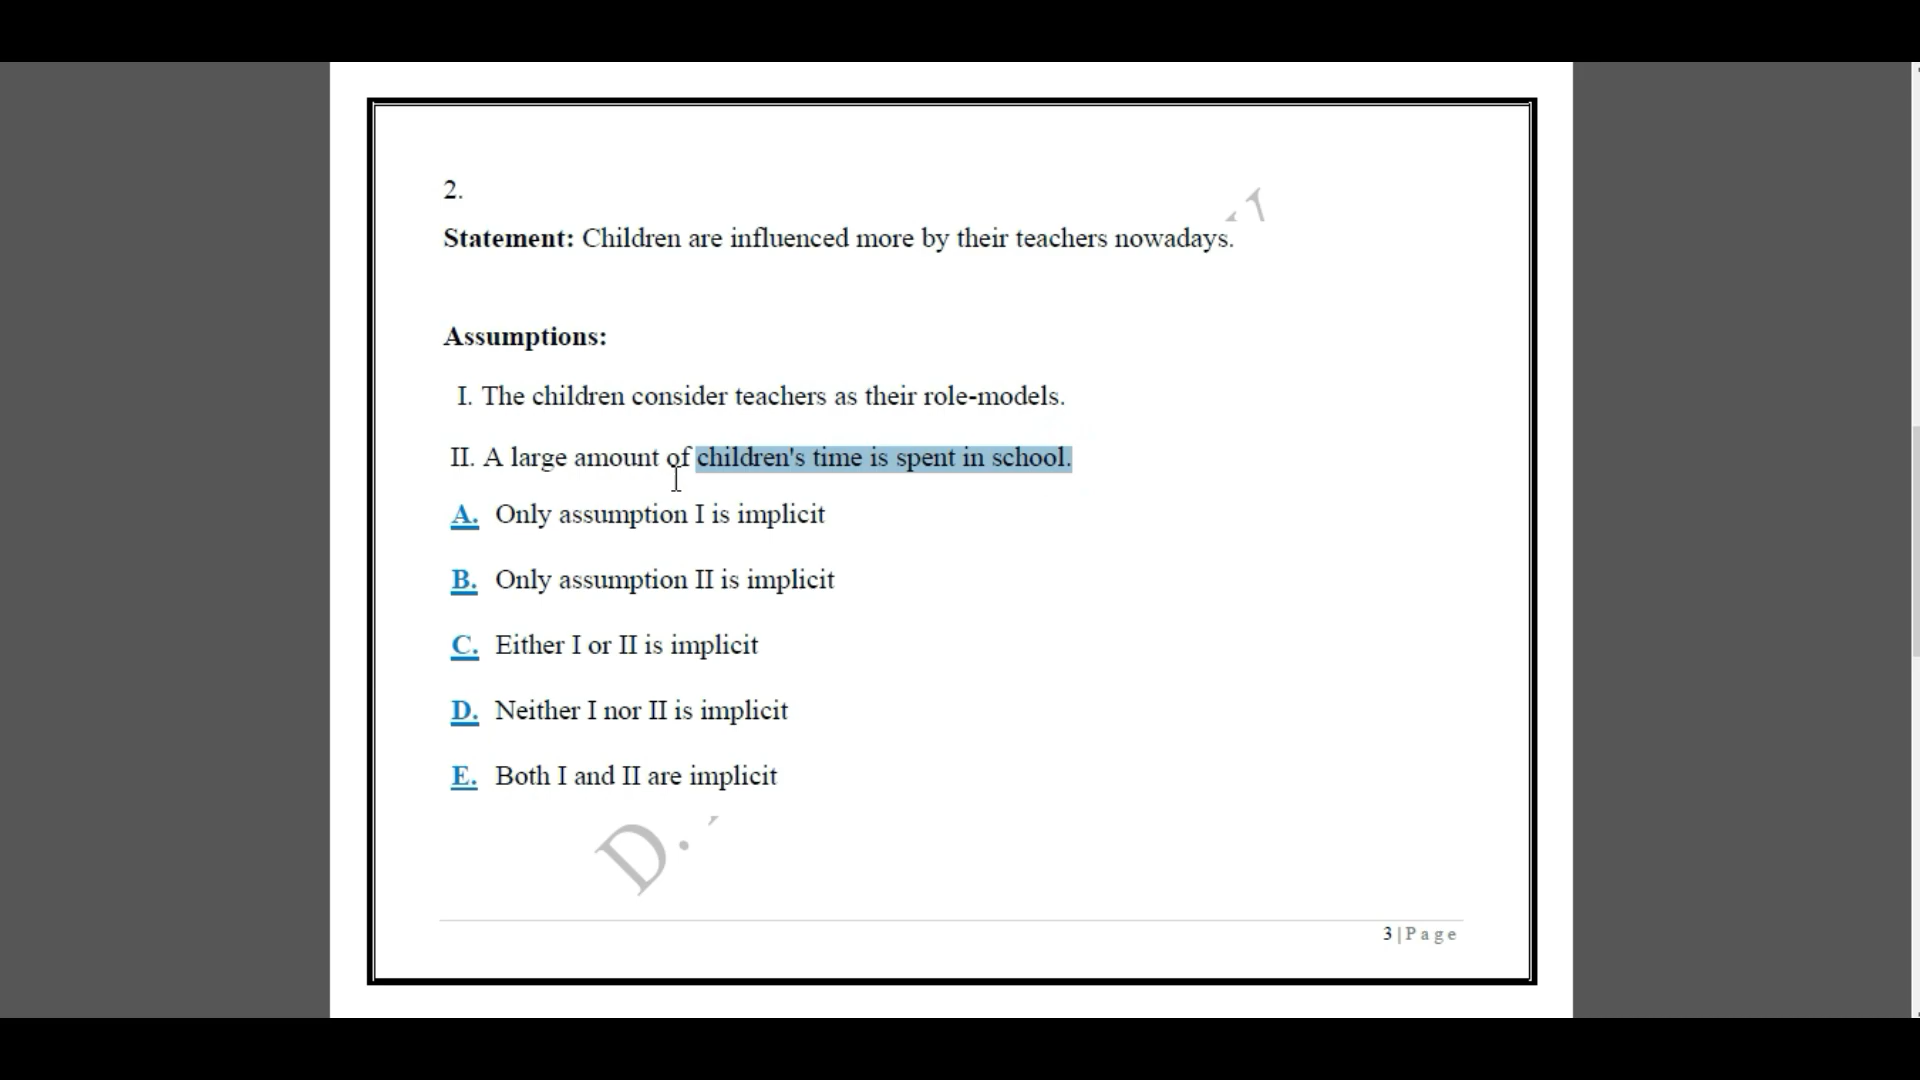 2.
Statement: Children are influenced more by their teachers nowadays.
Assumptions:
I. The children consider teachers as their role-models.
II. A large amount of children's time is spent in school.
A. Only assumption I is implicit
B. Only assumption II is implicit
C. Either I or II is implicit
D. Neither I nor II is implicit
E. Both I and II are implicit
D.
3 | Page